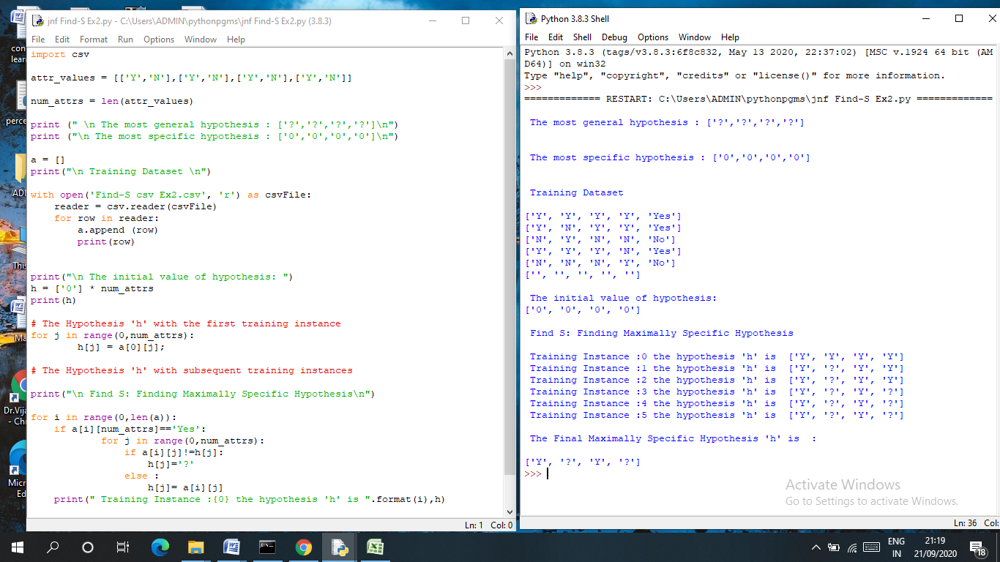 con
lear
perce
ADI
This
Ma
Dr.Vija
- Chr
Micr
Ed
jnf Find-S Ex2.py - C:\Users\ADMIN\pythonpgms\jnf Find-S Ex2.py (3.8.3)
File Edit Format Run Options Window Help
import csv
attr_values = [['Y','N'],['Y','N'],['Y','N'],['Y','N']]
num_attrs = len(attr_values)
print (" \n The most general hypothesis : ['?','?','?','?']\n")
print ("\n The most specific hypothesis : ['0','0','0','0']\n")
a = []
print("\n Training Dataset \n")
with open('Find-S csv Ex2.csv', 'r') as csvFile:
    reader = csv.reader(csvFile)
    for row in reader:
        a.append (row)
        print(row)
print("\n The initial value of hypothesis: ")
h = ['0'] * num_attrs
print(h)
# The Hypothesis 'h' with the first training instance
for j in range(0,num_attrs):
        h[j] = a[0][j];
# The Hypothesis 'h' with subsequent training instances
print("\n Find S: Finding Maximally Specific Hypothesis\n")
for i in range(0,len(a)):
    if a[i][num_attrs]=='Yes':
            for j in range(0,num_attrs):
                if a[i][j]!=h[j]:
                    h[j]='?'
                else :
                    h[j]= a[i][j]
    print(" Training Instance :{0} the hypothesis 'h' is ".format(i),h)
Ln: 1 Col: 0
Python 3.8.3 Shell
File Edit Shell Debug Options Window Help
Python 3.8.3 (tags/v3.8.3:6f8c832, May 13 2020, 22:37:02) [MSC v.1924 64 bit (AM
D64)] on win32
Type "help", "copyright", "credits" or "license()" for more information.
>>>
============= RESTART: C:\Users\ADMIN\pythonpgms\jnf Find-S Ex2.py =============
 The most general hypothesis : ['?','?','?','?']
 The most specific hypothesis : ['0','0','0','0']
 Training Dataset
['Y', 'Y', 'Y', 'Y', 'Yes']
['Y', 'N', 'Y', 'Y', 'Yes']
['N', 'Y', 'N', 'N', 'No']
['Y', 'Y', 'Y', 'N', 'Yes']
['N', 'N', 'N', 'Y', 'No']
['', '', '', '', '']
 The initial value of hypothesis:
['0', '0', '0', '0']
 Find S: Finding Maximally Specific Hypothesis
 Training Instance :0 the hypothesis 'h' is  ['Y', 'Y', 'Y', 'Y']
 Training Instance :1 the hypothesis 'h' is  ['Y', '?', 'Y', 'Y']
 Training Instance :2 the hypothesis 'h' is  ['Y', '?', 'Y', 'Y']
 Training Instance :3 the hypothesis 'h' is  ['Y', '?', 'Y', '?']
 Training Instance :4 the hypothesis 'h' is  ['Y', '?', 'Y', '?']
 Training Instance :5 the hypothesis 'h' is  ['Y', '?', 'Y', '?']
 The Final Maximally Specific Hypothesis 'h' is  :
['Y', '?', 'Y', '?']
>>>
Activate Windows
Go to Settings to activate Windows.
Ln: 36 Col:
ENG
IN
21:19
21/09/2020
18